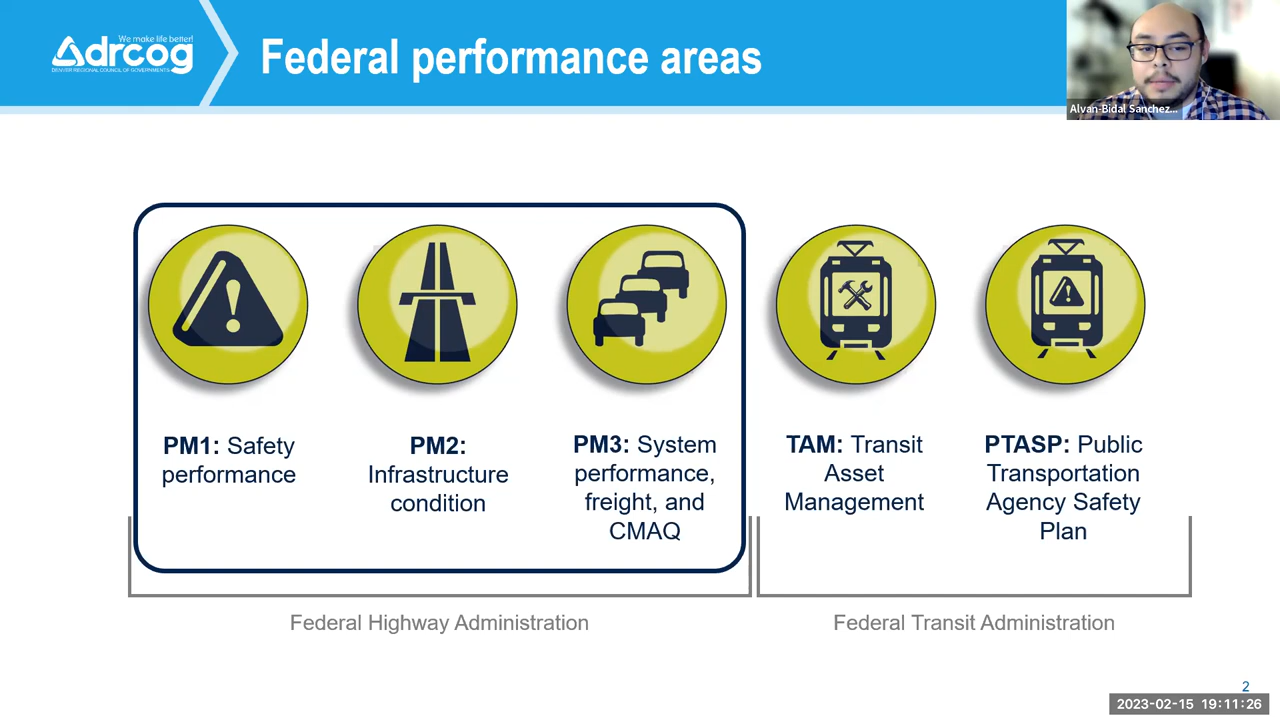 We make life better!
drcog
DENVER REGIONAL COUNCIL OF GOVERNMENTS
Federal performance areas
Alvan-Bidal Sanchez...
PM1: Safety
performance
PM2:
Infrastructure
condition
PM3: System
performance,
freight, and
CMAQ
TAM: Transit
Asset
Management
PTASP: Public
Transportation
Agency Safety
Plan
Federal Highway Administration
Federal Transit Administration
2
2023-02-15 19:11:26